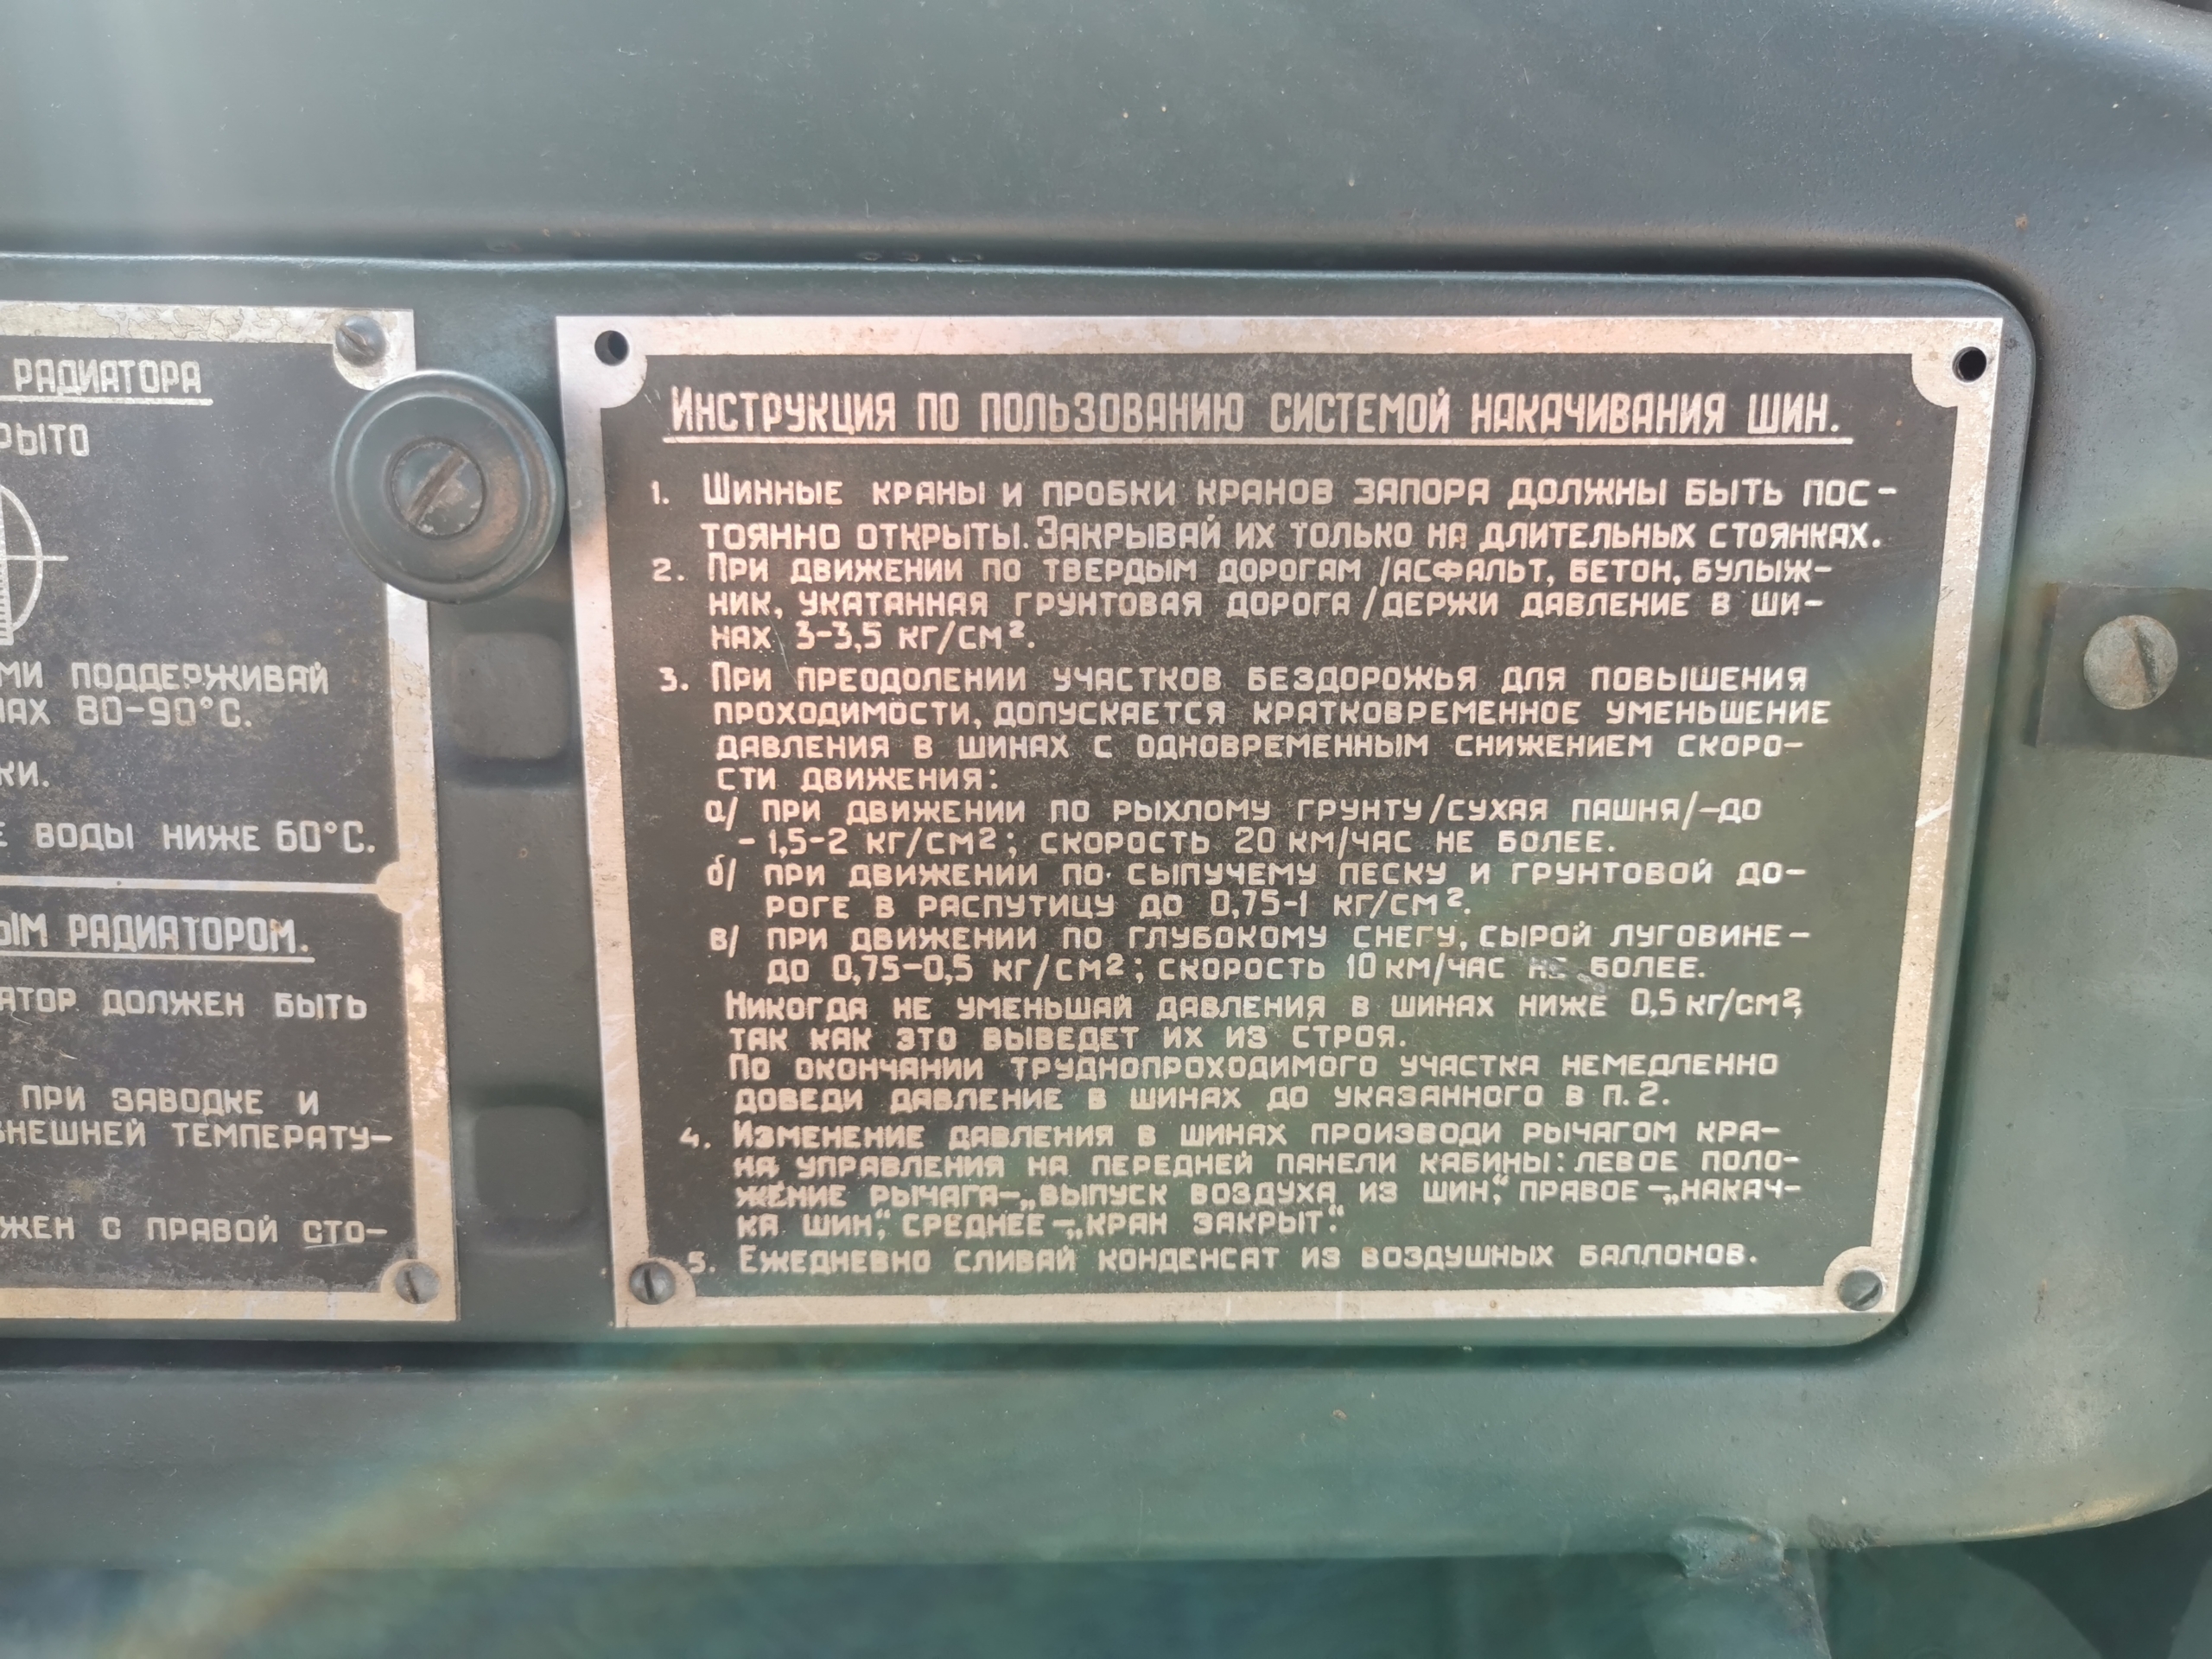 РАДИАТОРА
РЫТО
МИ ПОДДЕРЖИВАЙ
АХ 80-90°С.
КИ.
Е ВОДЫ НИЖЕ 60°С.
ЫМ РАДИАТОРОМ.
АТОР ДОЛЖЕН БЫТЬ
ПРИ ЗАВОДКЕ И
ВНЕШНЕЙ ТЕМПЕРАТУ-
ЖЕН С ПРАВОЙ СТО-
ИНСТРУКЦИЯ ПО ПОЛЬЗОВАНИЮ СИСТЕМОЙ НАКАЧИВАНИЯ ШИН.
1. ШИННЫЕ КРАНЫ И ПРОБКИ КРАНОВ ЗАПОРА ДОЛЖНЫ БЫТЬ ПОС-
ТОЯННО ОТКРЫТЫ. ЗАКРЫВАЙ ИХ ТОЛЬКО НА ДЛИТЕЛЬНЫХ СТОЯНКАХ.
2. ПРИ ДВИЖЕНИИ ПО ТВЕРДЫМ ДОРОГАМ /АСФАЛЬТ, БЕТОН, БУЛЫЖ-
НИК, УКАТАННАЯ ГРУНТОВАЯ ДОРОГА/ДЕРЖИ ДАВЛЕНИЕ В ШИ-
НАХ 3-3,5 КГ/СМ².
3. ПРИ ПРЕОДОЛЕНИИ УЧАСТКОВ БЕЗДОРОЖЬЯ ДЛЯ ПОВЫШЕНИЯ
ПРОХОДИМОСТИ, ДОПУСКАЕТСЯ КРАТКОВРЕМЕННОЕ УМЕНЬШЕНИЕ
ДАВЛЕНИЯ В ШИНАХ С ОДНОВРЕМЕННЫМ СНИЖЕНИЕМ СКОРО-
СТИ ДВИЖЕНИЯ:
а/ ПРИ ДВИЖЕНИИ ПО РЫХЛОМУ ГРУНТУ/СУХАЯ ПАШНЯ/-ДО
- 1,5-2 КГ/СМ²; СКОРОСТЬ 20 КМ/ЧАС НЕ БОЛЕЕ.
б/ ПРИ ДВИЖЕНИИ ПО СЫПУЧЕМУ ПЕСКУ И ГРУНТОВОЙ ДО-
РОГЕ В РАСПУТИЦУ ДО 0,75-1 КГ/СМ².
в/ ПРИ ДВИЖЕНИИ ПО ГЛУБОКОМУ СНЕГУ, СЫРОЙ ЛУГОВИНЕ-
ДО 0,75-0,5 КГ/СМ²; СКОРОСТЬ 10 КМ/ЧАС НЕ БОЛЕЕ.
НИКОГДА НЕ УМЕНЬШАЙ ДАВЛЕНИЯ В ШИНАХ НИЖЕ 0,5 КГ/СМ²,
ТАК КАК ЭТО ВЫВЕДЕТ ИХ ИЗ СТРОЯ.
ПО ОКОНЧАНИИ ТРУДНОПРОХОДИМОГО УЧАСТКА НЕМЕДЛЕННО
ДОВЕДИ ДАВЛЕНИЕ В ШИНАХ ДО УКАЗАННОГО В П. 2.
4. ИЗМЕНЕНИЕ ДАВЛЕНИЯ В ШИНАХ ПРОИЗВОДИ РЫЧАГОМ КРА-
НА УПРАВЛЕНИЯ НА ПЕРЕДНЕЙ ПАНЕЛИ КАБИНЫ: ЛЕВОЕ ПОЛО-
ЖЕНИЕ РЫЧАГА-„ВЫПУСК ВОЗДУХА ИЗ ШИН“, ПРАВОЕ-„НАКАЧ-
КА ШИН“, СРЕДНЕЕ-„КРАН ЗАКРЫТ“.
5. ЕЖЕДНЕВНО СЛИВАЙ КОНДЕНСАТ ИЗ ВОЗДУШНЫХ БАЛЛОНОВ.